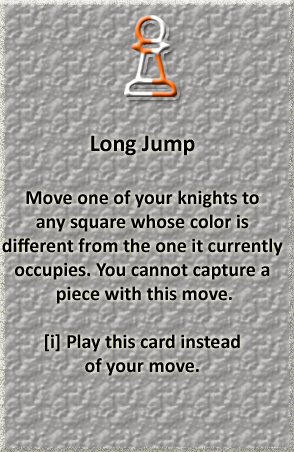 Long Jump
Move one of your knights to
any square whose color is
different from the one it currently
occupies. You cannot capture a
piece with this move.
[i] Play this card instead
of your move.